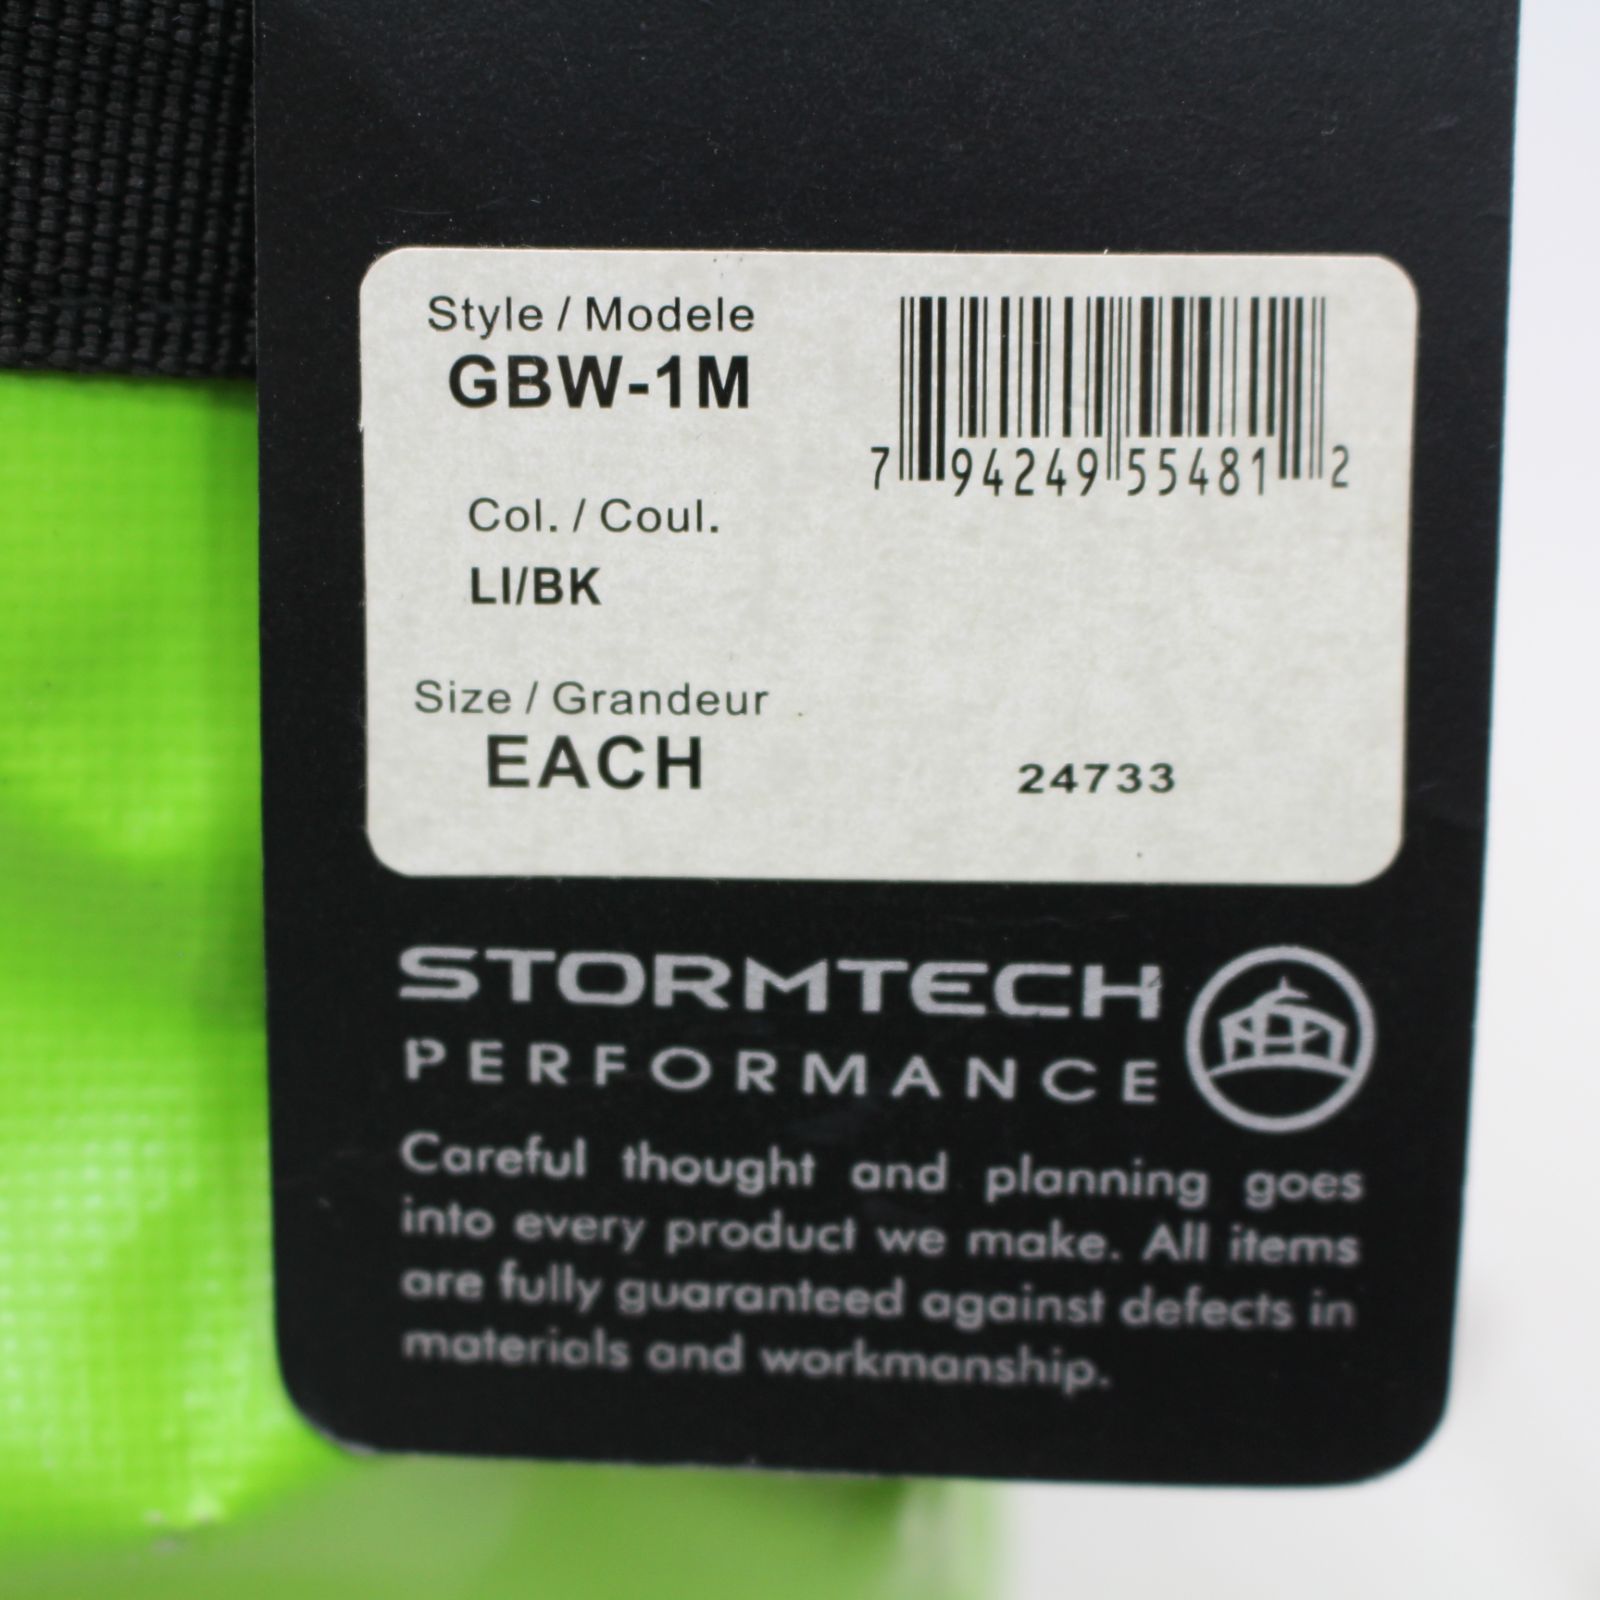 Style / Modele
GBW-1M
7 94249 55481 2
Col. / Coul.
LI/BK
Size / Grandeur
EACH
24733
STORMTECH
PERFORMANCE
Careful thought and planning goes
into every product we make. All items
are fully guaranteed against defects in
materials and workmanship.